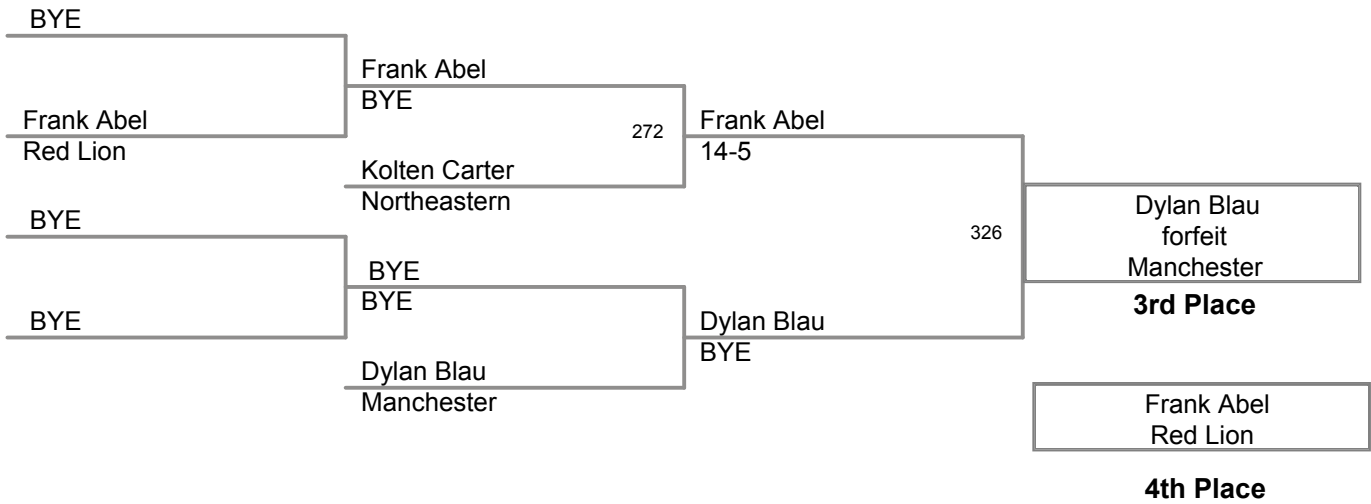 BYE
Frank Abel
BYE
Frank Abel
Red Lion
272
Frank Abel
14-5
Kolten Carter
Northeastern
BYE
Dylan Blau
forfeit
Manchester
326
BYE
BYE
3rd Place
BYE
Dylan Blau
BYE
Dylan Blau
Manchester
Frank Abel
Red Lion
4th Place